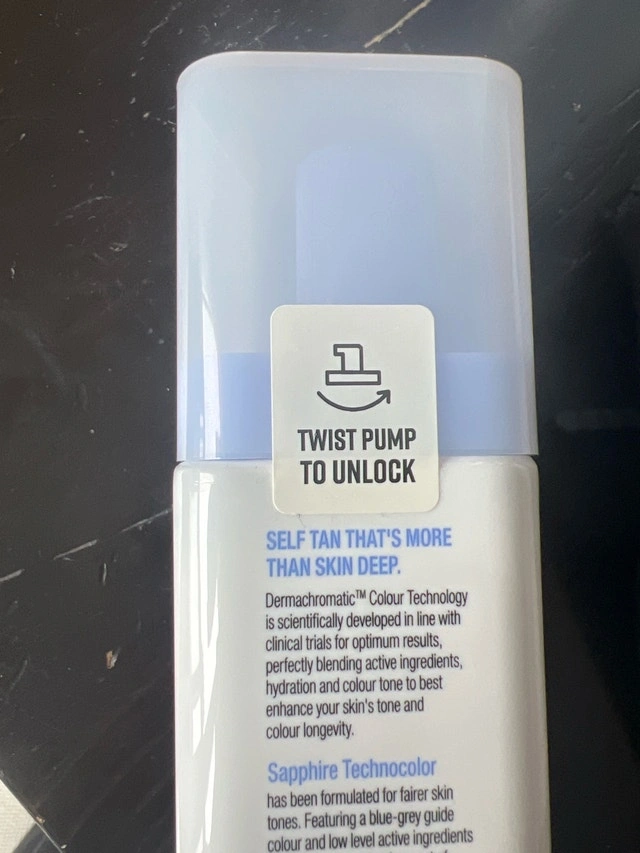 TWIST PUMP
TO UNLOCK
SELF TAN THAT'S MORE
THAN SKIN DEEP.
Dermachromatic™ Colour Technology
is scientifically developed in line with
clinical trials for optimum results,
perfectly blending active ingredients,
hydration and colour tone to best
enhance your skin's tone and
colour longevity.
Sapphire Technocolor
has been formulated for fairer skin
tones. Featuring a blue-grey guide
colour and low level active ingredients